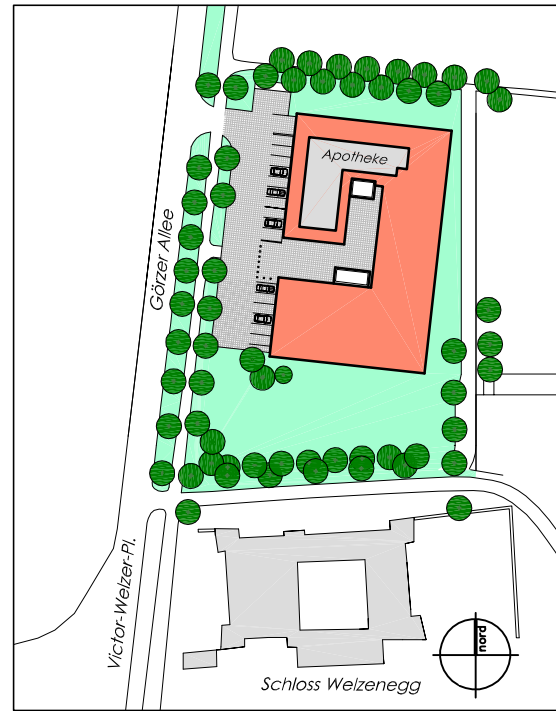 Apotheke
Görzer Allee
Victor-Welzer-Pl.
nord
Schloss Welzenegg